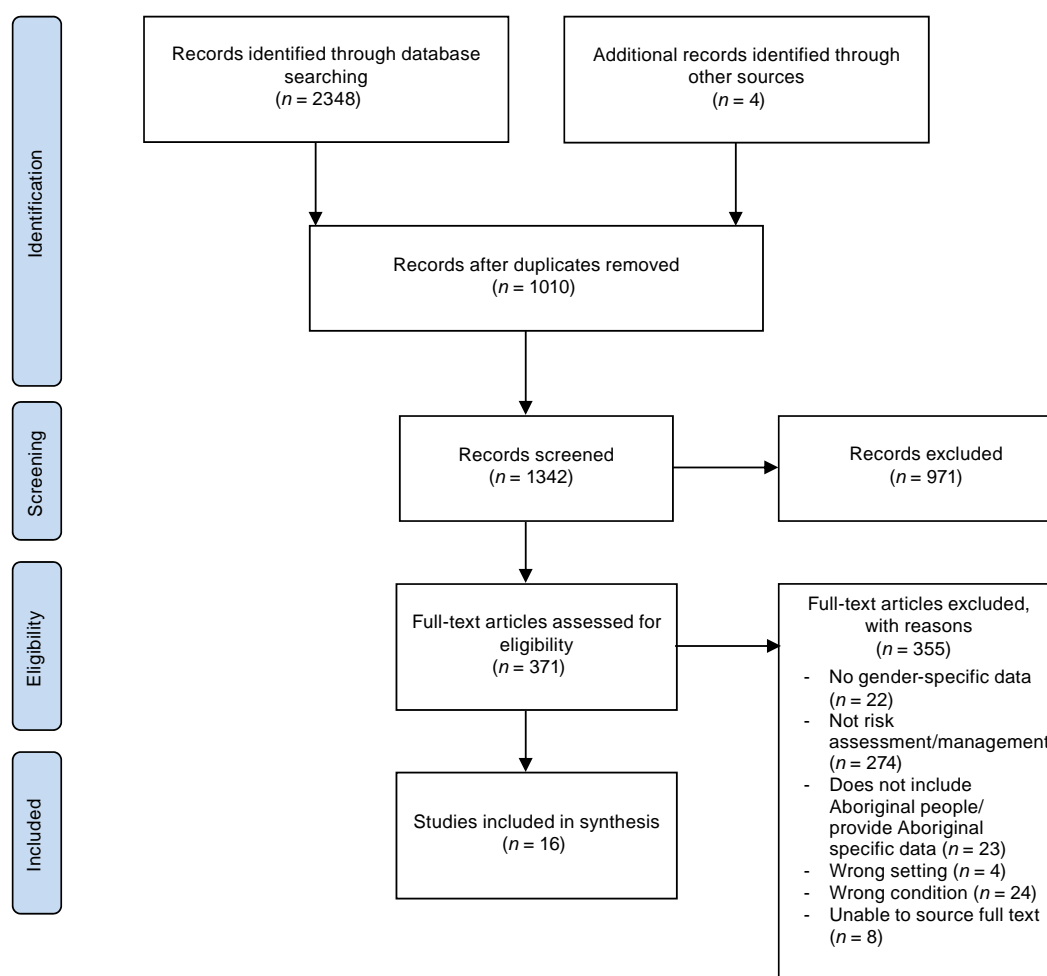 Records identified through database
searching
(n = 2348)
Additional records identified through
other sources
(n = 4)
Identification
Records after duplicates removed
(n = 1010)
Screening
Records screened
(n = 1342)
Records excluded
(n = 971)
Eligibility
Full-text articles assessed for
eligibility
(n = 371)
Full-text articles excluded,
with reasons
(n = 355)
- No gender-specific data
(n = 22)
- Not risk
assessment/management
(n = 274)
- Does not include
Aboriginal people/
provide Aboriginal
specific data (n = 23)
- Wrong setting (n = 4)
- Wrong condition (n = 24)
- Unable to source full text
(n = 8)
Included
Studies included in synthesis
(n = 16)